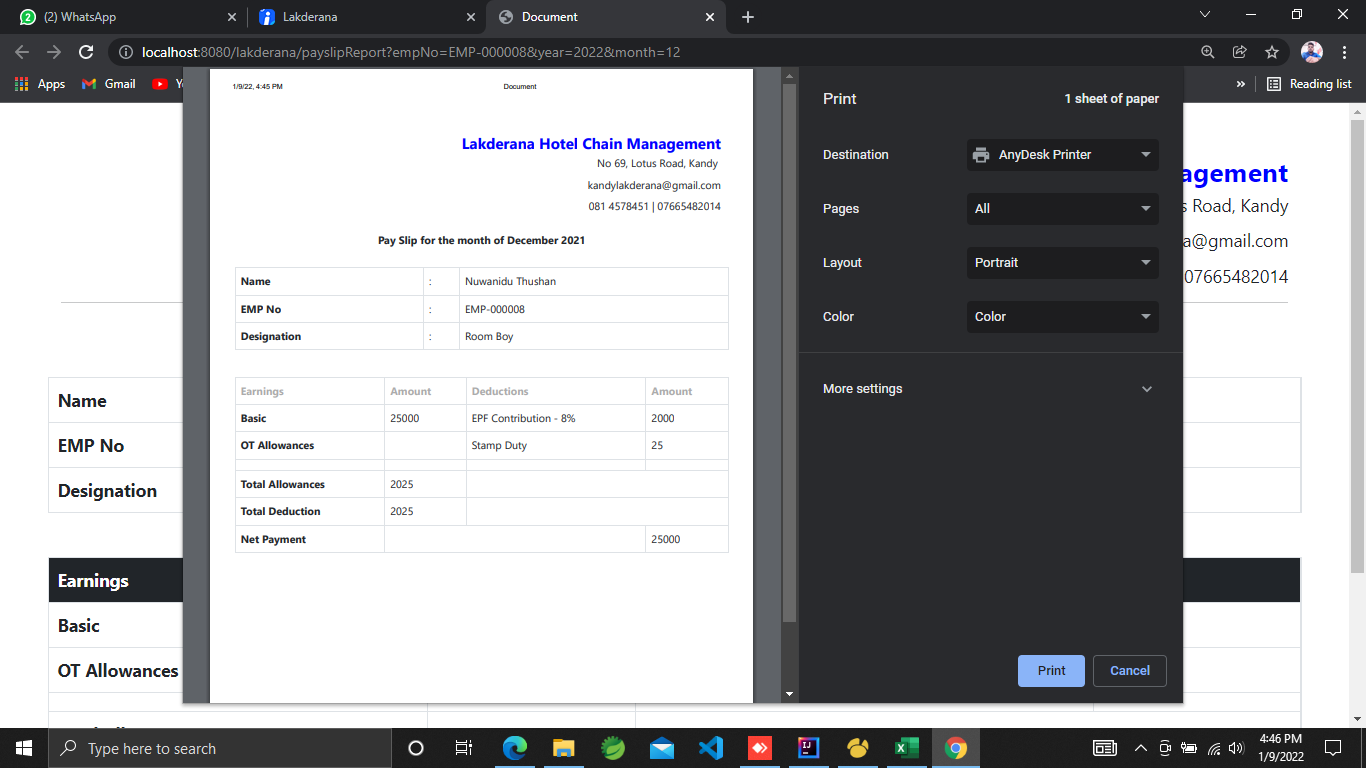 (2) WhatsApp
Lakderana
Document
localhost:8080/lakderana/payslipReport?empNo=EMP-000008&year=2022&month=12
Apps
Gmail
Y
»
Reading list
1/9/22, 4:45 PM Document
Lakderana Hotel Chain Management
No 69, Lotus Road, Kandy
kandylakderana@gmail.com
081 4578451 | 07665482014
Pay Slip for the month of December 2021
Name : Nuwanidu Thushan
EMP No : EMP-000008
Designation : Room Boy
Earnings Amount Deductions Amount
Basic 25000 EPF Contribution - 8% 2000
OT Allowances Stamp Duty 25
Total Allowances 2025
Total Deduction 2025
Net Payment 25000
Print 1 sheet of paper
Destination AnyDesk Printer
Pages All
Layout Portrait
Color Color
More settings
Print Cancel
agement
s Road, Kandy
a@gmail.com
07665482014
Name
EMP No
Designation
Earnings
Basic
OT Allowances
Type here to search
4:46 PM
1/9/2022